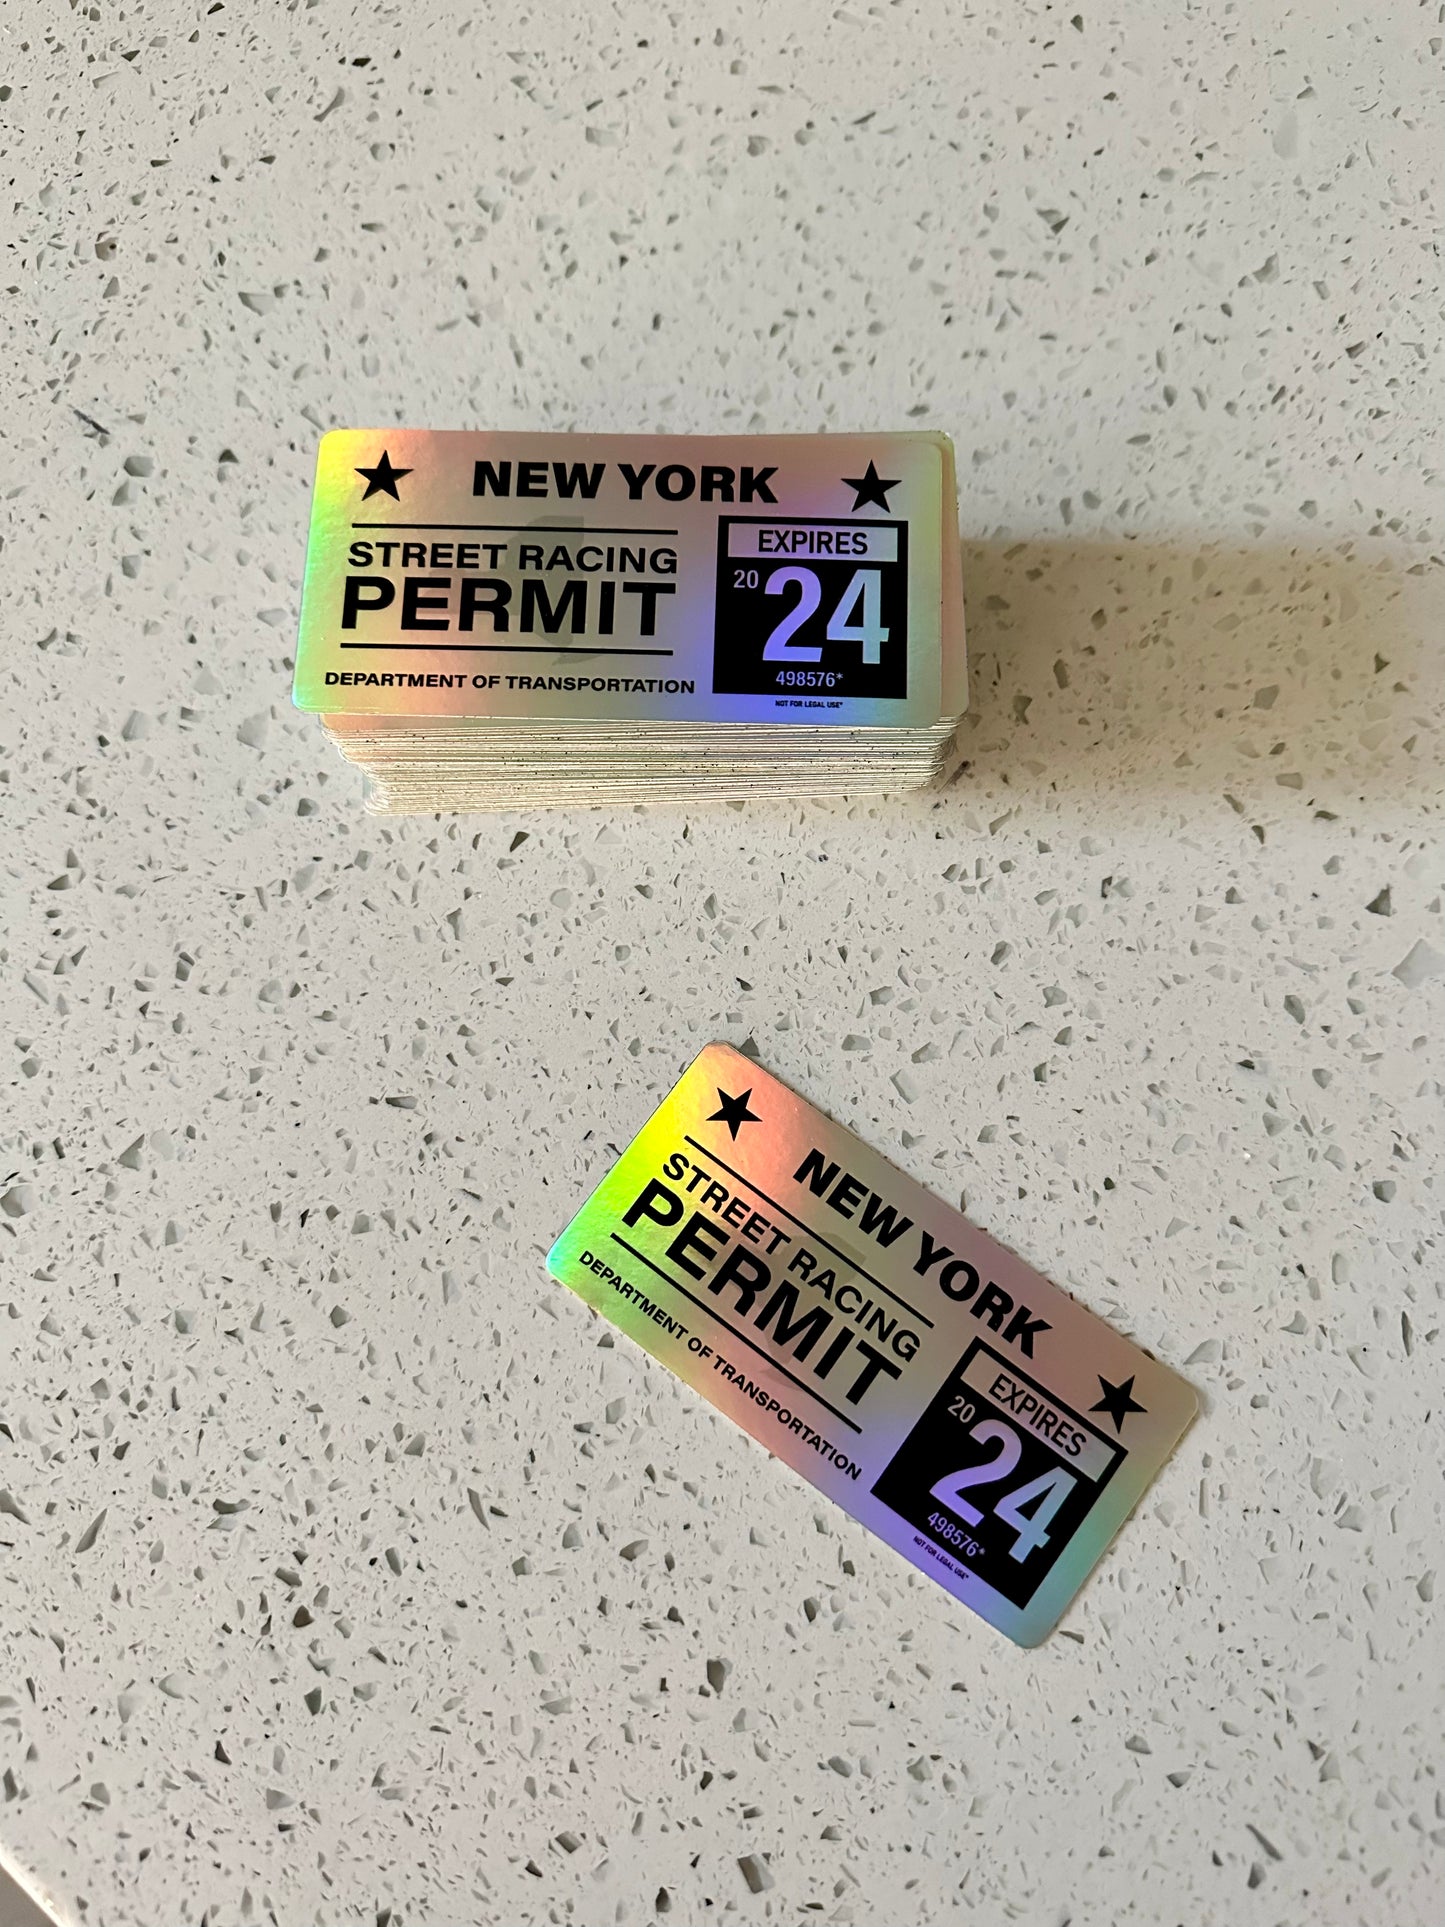 NEW YORK
STREET RACING
PERMIT
DEPARTMENT OF TRANSPORTATION
EXPIRES
20 24
498576*
NOT FOR LEGAL USE*
NEW YORK
STREET RACING
PERMIT
DEPARTMENT OF TRANSPORTATION
EXPIRES
20 24
498576*
NOT FOR LEGAL USE*